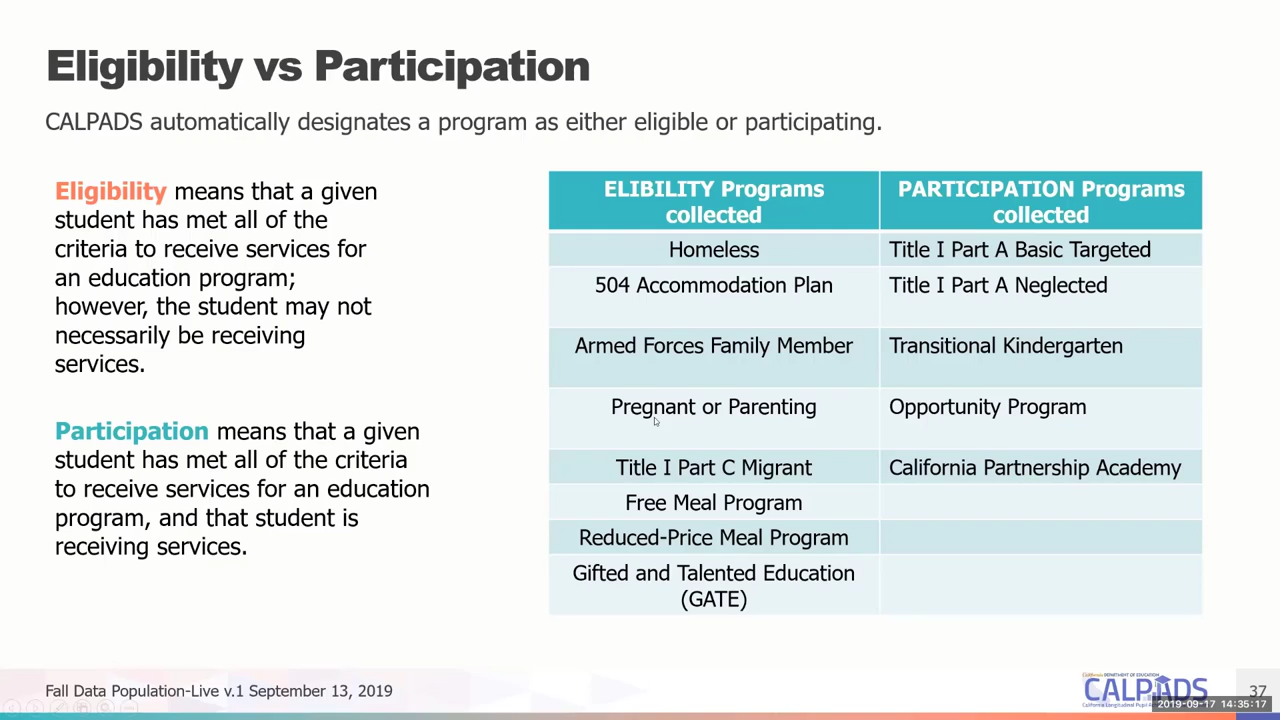 Eligibility vs Participation
CALPADS automatically designates a program as either eligible or participating.
Eligibility means that a given
student has met all of the
criteria to receive services for
an education program;
however, the student may not
necessarily be receiving
services.
Participation means that a given
student has met all of the criteria
to receive services for an education
program, and that student is
receiving services.
ELIBILITY Programs
collected
PARTICIPATION Programs
collected
Homeless
Title I Part A Basic Targeted
504 Accommodation Plan
Title I Part A Neglected
Armed Forces Family Member
Transitional Kindergarten
Pregnant or Parenting
Opportunity Program
Title I Part C Migrant
California Partnership Academy
Free Meal Program
Reduced-Price Meal Program
Gifted and Talented Education
(GATE)
Fall Data Population-Live v.1 September 13, 2019
CALPADS
37
2019-09-17 14:35:17